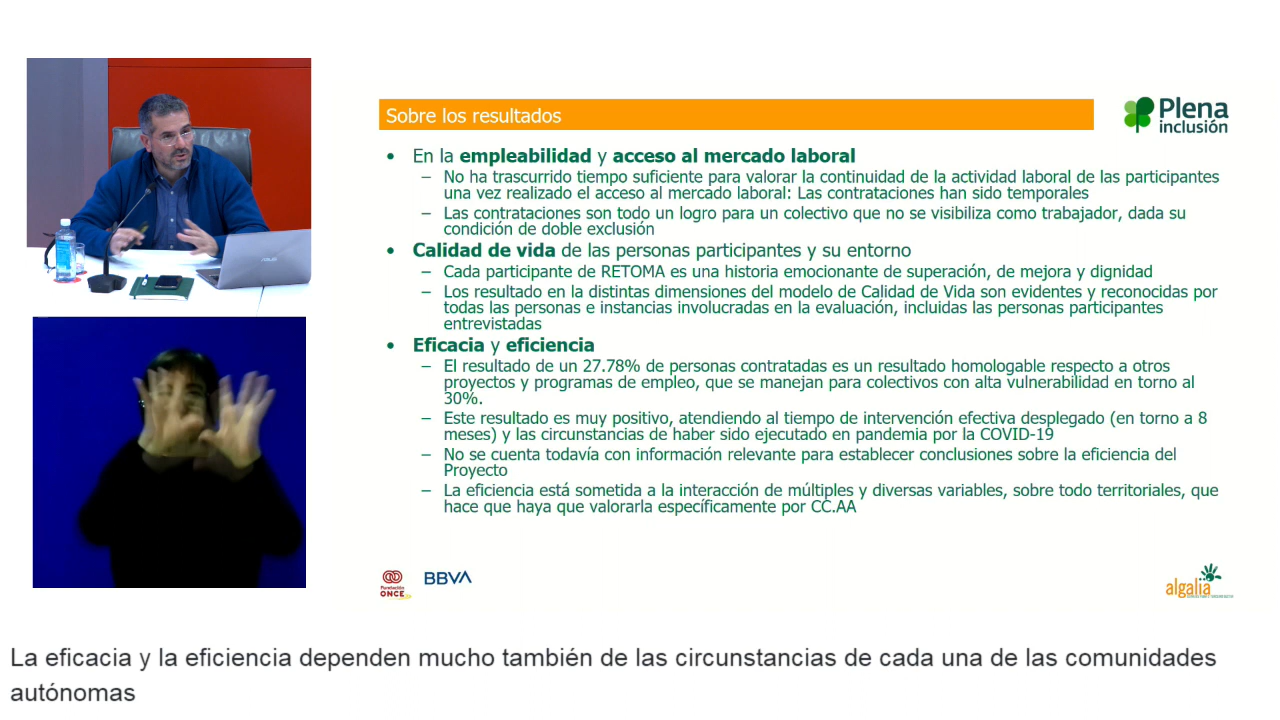 Sobre los resultados
Plena
inclusión
• En la empleabilidad y acceso al mercado laboral
– No ha trascurrido tiempo suficiente para valorar la continuidad de la actividad laboral de las participantes
una vez realizado el acceso al mercado laboral: Las contrataciones han sido temporales
– Las contrataciones son todo un logro para un colectivo que no se visibiliza como trabajador, dada su
condición de doble exclusión
• Calidad de vida de las personas participantes y su entorno
– Cada participante de RETOMA es una historia emocionante de superación, de mejora y dignidad
– Los resultado en la distintas dimensiones del modelo de Calidad de Vida son evidentes y reconocidas por
todas las personas e instancias involucradas en la evaluación, incluidas las personas participantes
entrevistadas
• Eficacia y eficiencia
– El resultado de un 27.78% de personas contratadas es un resultado homologable respecto a otros
proyectos y programas de empleo, que se manejan para colectivos con alta vulnerabilidad en torno al
30%.
– Este resultado es muy positivo, atendiendo al tiempo de intervención efectiva desplegado (en torno a 8
meses) y las circunstancias de haber sido ejecutado en pandemia por la COVID-19
– No se cuenta todavía con información relevante para establecer conclusiones sobre la eficiencia del
Proyecto
– La eficiencia está sometida a la interacción de múltiples y diversas variables, sobre todo territoriales, que
hace que haya que valorarla específicamente por CC.AA
Fundación
ONCE
BBVA
algalia
La eficacia y la eficiencia dependen mucho también de las circunstancias de cada una de las comunidades
autónomas